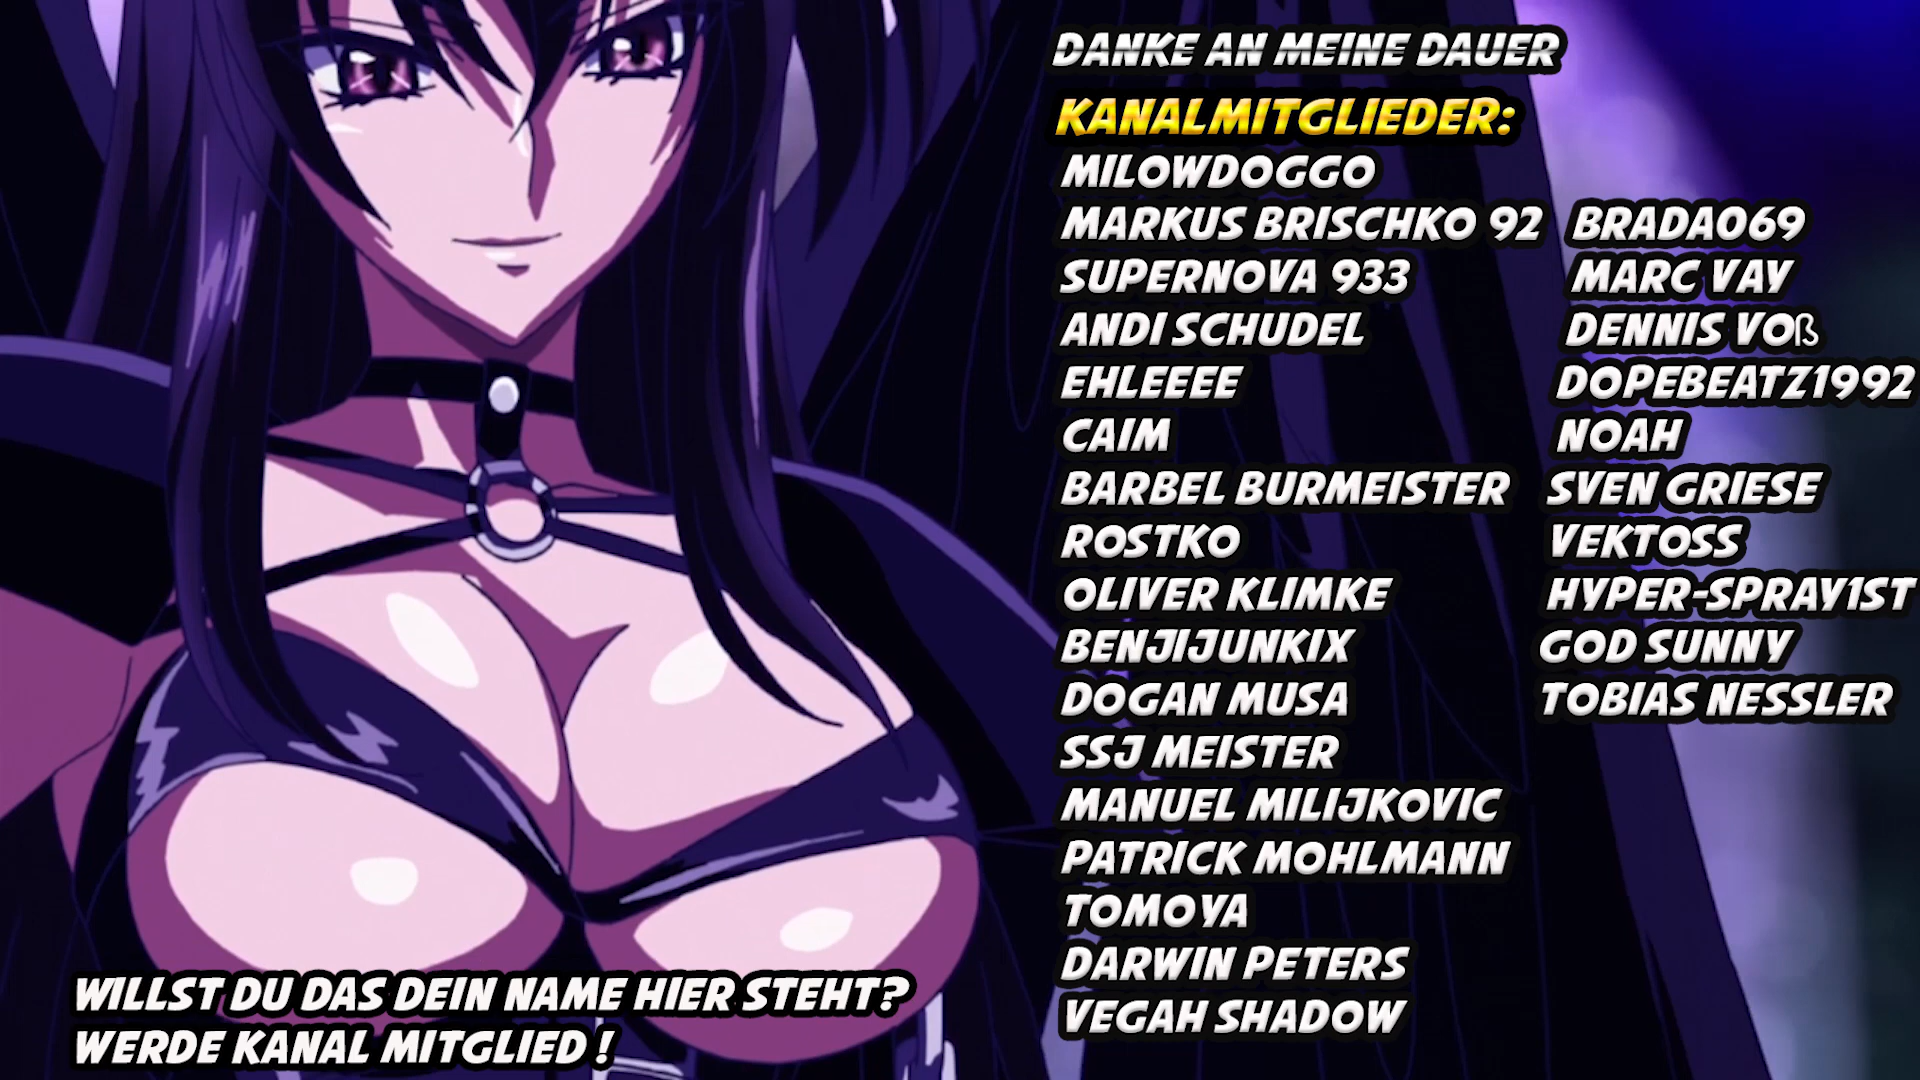 DANKE AN MEINE DAUER
KANALMITGLIEDER:
MILOWDOGGO
MARKUS BRISCHKO 92
SUPERNOVA 933
ANDI SCHUDEL
EHLEEEE
CAIM
BARBEL BURMEISTER
ROSTKO
OLIVER KLIMKE
BENJIJUNKIX
DOGAN MUSA
SSJ MEISTER
MANUEL MILIJKOVIC
PATRICK MOHLMANN
TOMOYA
DARWIN PETERS
VEGAH SHADOW
BRADA069
MARC VAY
DENNIS VOß
DOPEBEATZ1992
NOAH
SVEN GRIESE
VEKTOSS
HYPER-SPRAY1ST
GOD SUNNY
TOBIAS NESSLER
WILLST DU DAS DEIN NAME HIER STEHT?
WERDE KANAL MITGLIED !